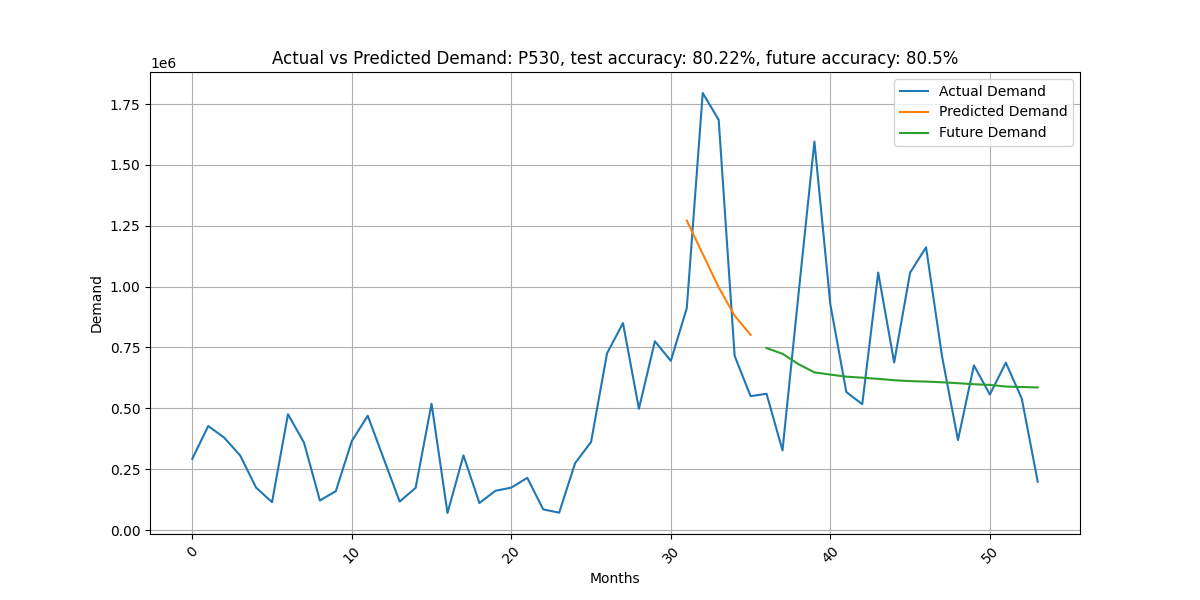 Actual vs Predicted Demand: P530, test accuracy: 80.22%, future accuracy: 80.5%
1e6
Actual Demand
Predicted Demand
Future Demand
1.75
1.50
1.25
1.00
0.75
0.50
0.25
0.00
Demand
0
10
20
30
40
50
Months